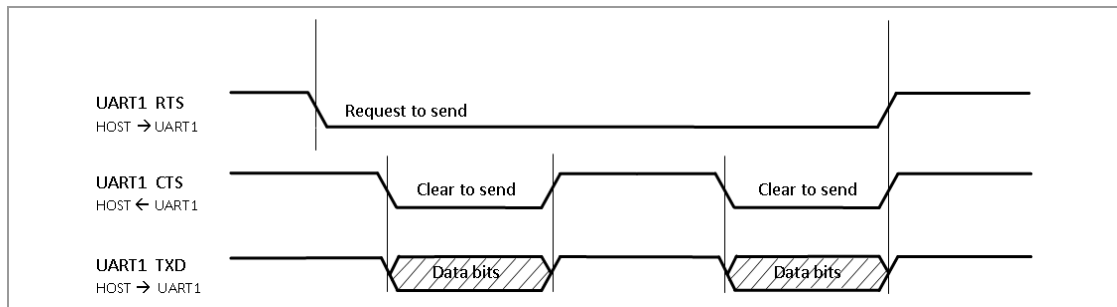 UART1 RTS
HOST → UART1
Request to send
UART1 CTS
HOST ← UART1
Clear to send
Clear to send
UART1 TXD
HOST → UART1
Data bits
Data bits